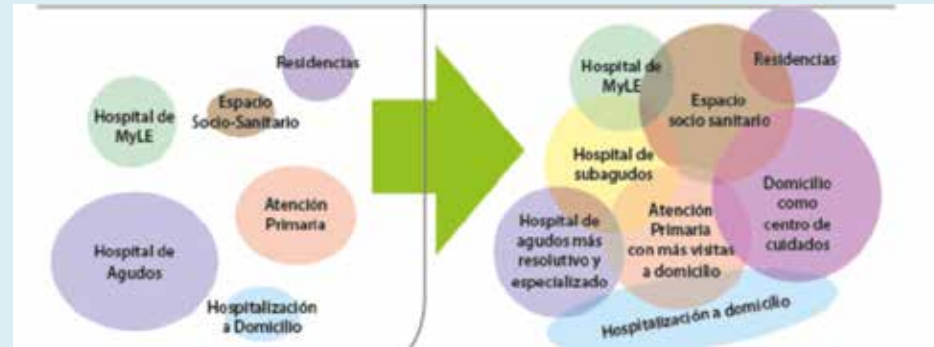 Residencias
Espacio
Socio-Sanitario
Hospital de
MyLE
Atención
Primaria
Hospital de
Agudos
Hospitalización
a Domicilio
Residencias
Hospital de
MyLE
Espacio
socio sanitario
Hospital de
subagudos
Domicilio
como
centro de
cuidados
Hospital de
agudos más
resolutivo y
especializado
Atención
Primaria
con más visitas
a domicilio
Hospitalización a domicilio